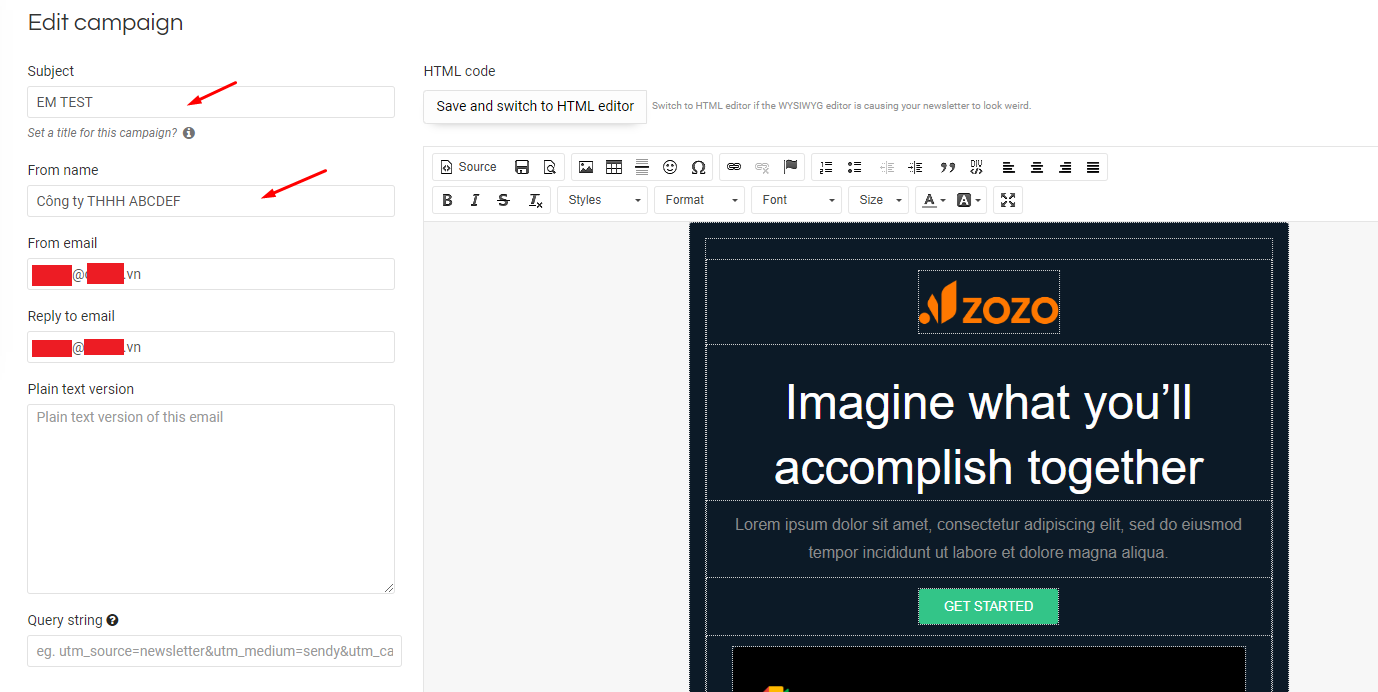 Edit campaign
Subject
EM TEST
Set a title for this campaign?
From name
Công ty THHH ABCDEF
From email
@ .vn
Reply to email
@ .vn
Plain text version
Plain text version of this email
Query string
eg. utm_source=newsletter&utm_medium=sendy&utm_ca
HTML code
Save and switch to HTML editor
Switch to HTML editor if the WYSIWYG editor is causing your newsletter to look weird.
Source
DIV
B I S Ix Styles Format Font Size A A
zozo
Imagine what you’ll
accomplish together
Lorem ipsum dolor sit amet, consectetur adipiscing elit, sed do eiusmod
tempor incididunt ut labore et dolore magna aliqua.
GET STARTED